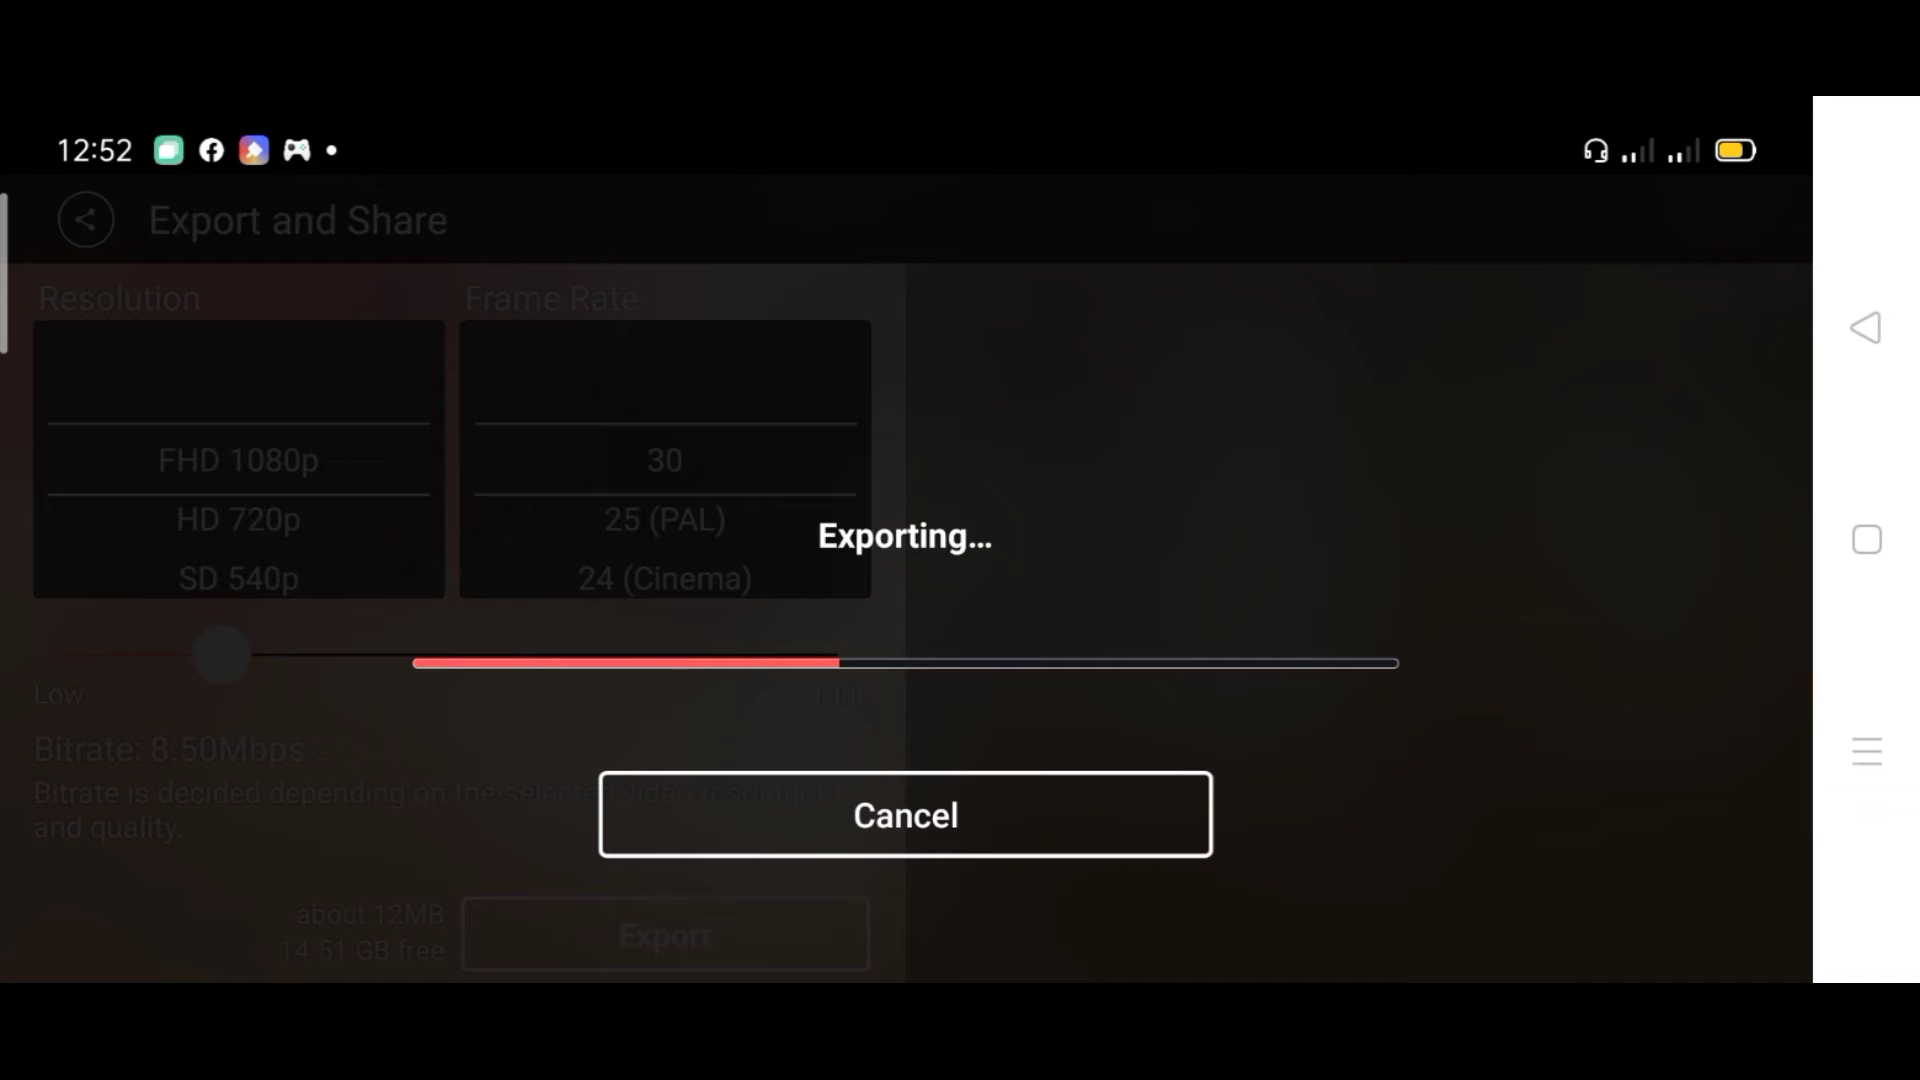 12:52
Export and Share
Resolution
Frame Rate
FHD 1080p
30
HD 720p
25 (PAL)
SD 540p
24 (Cinema)
Exporting...
Low
Bitrate: 8.50Mbps
Bitrate is decided depending on the selected video resolution
and quality.
Cancel
about 12MB
14.51 GB free
Export